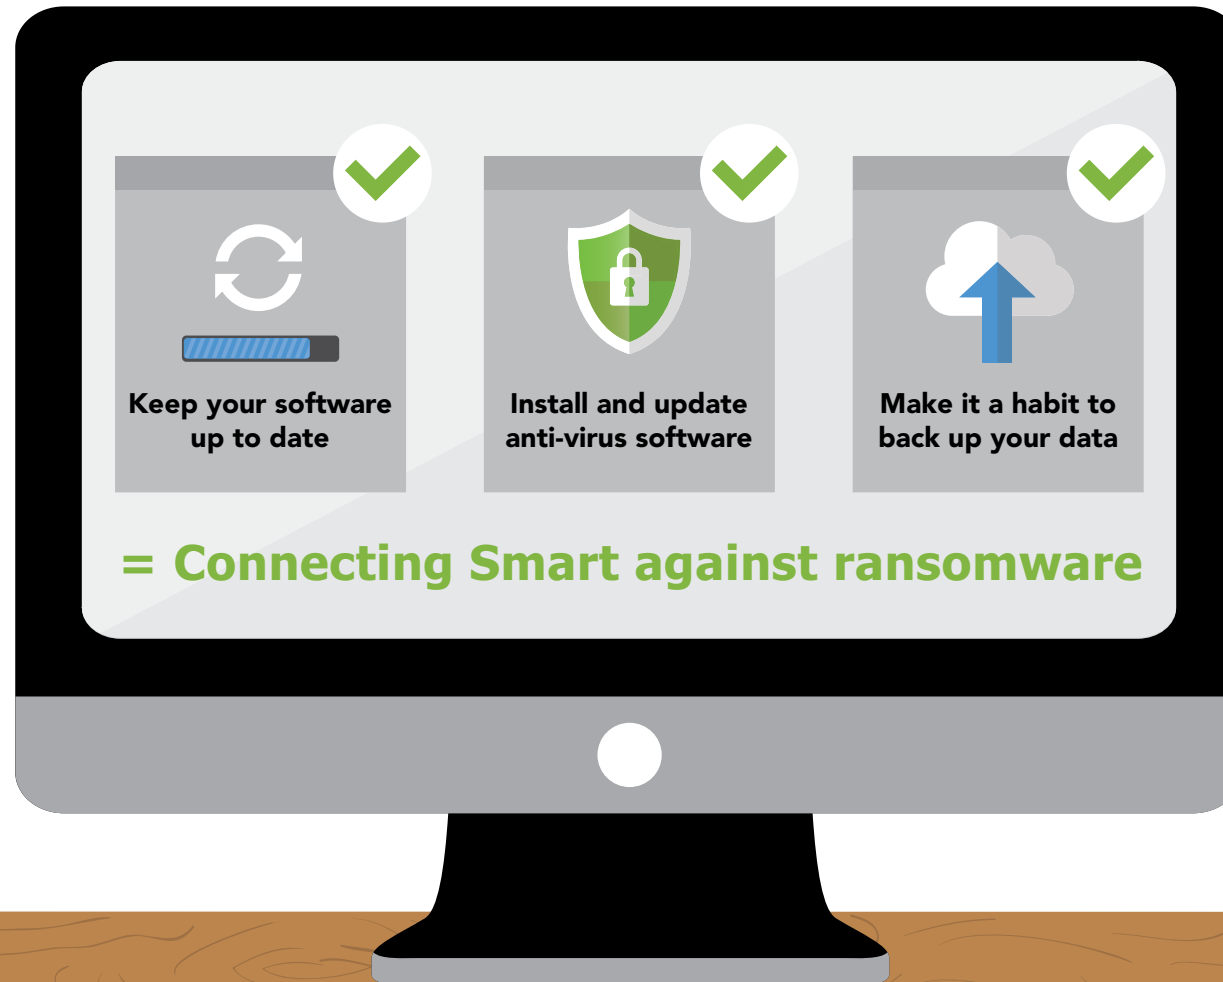 Keep your software
up to date
Install and update
anti-virus software
Make it a habit to
back up your data
= Connecting Smart against ransomware